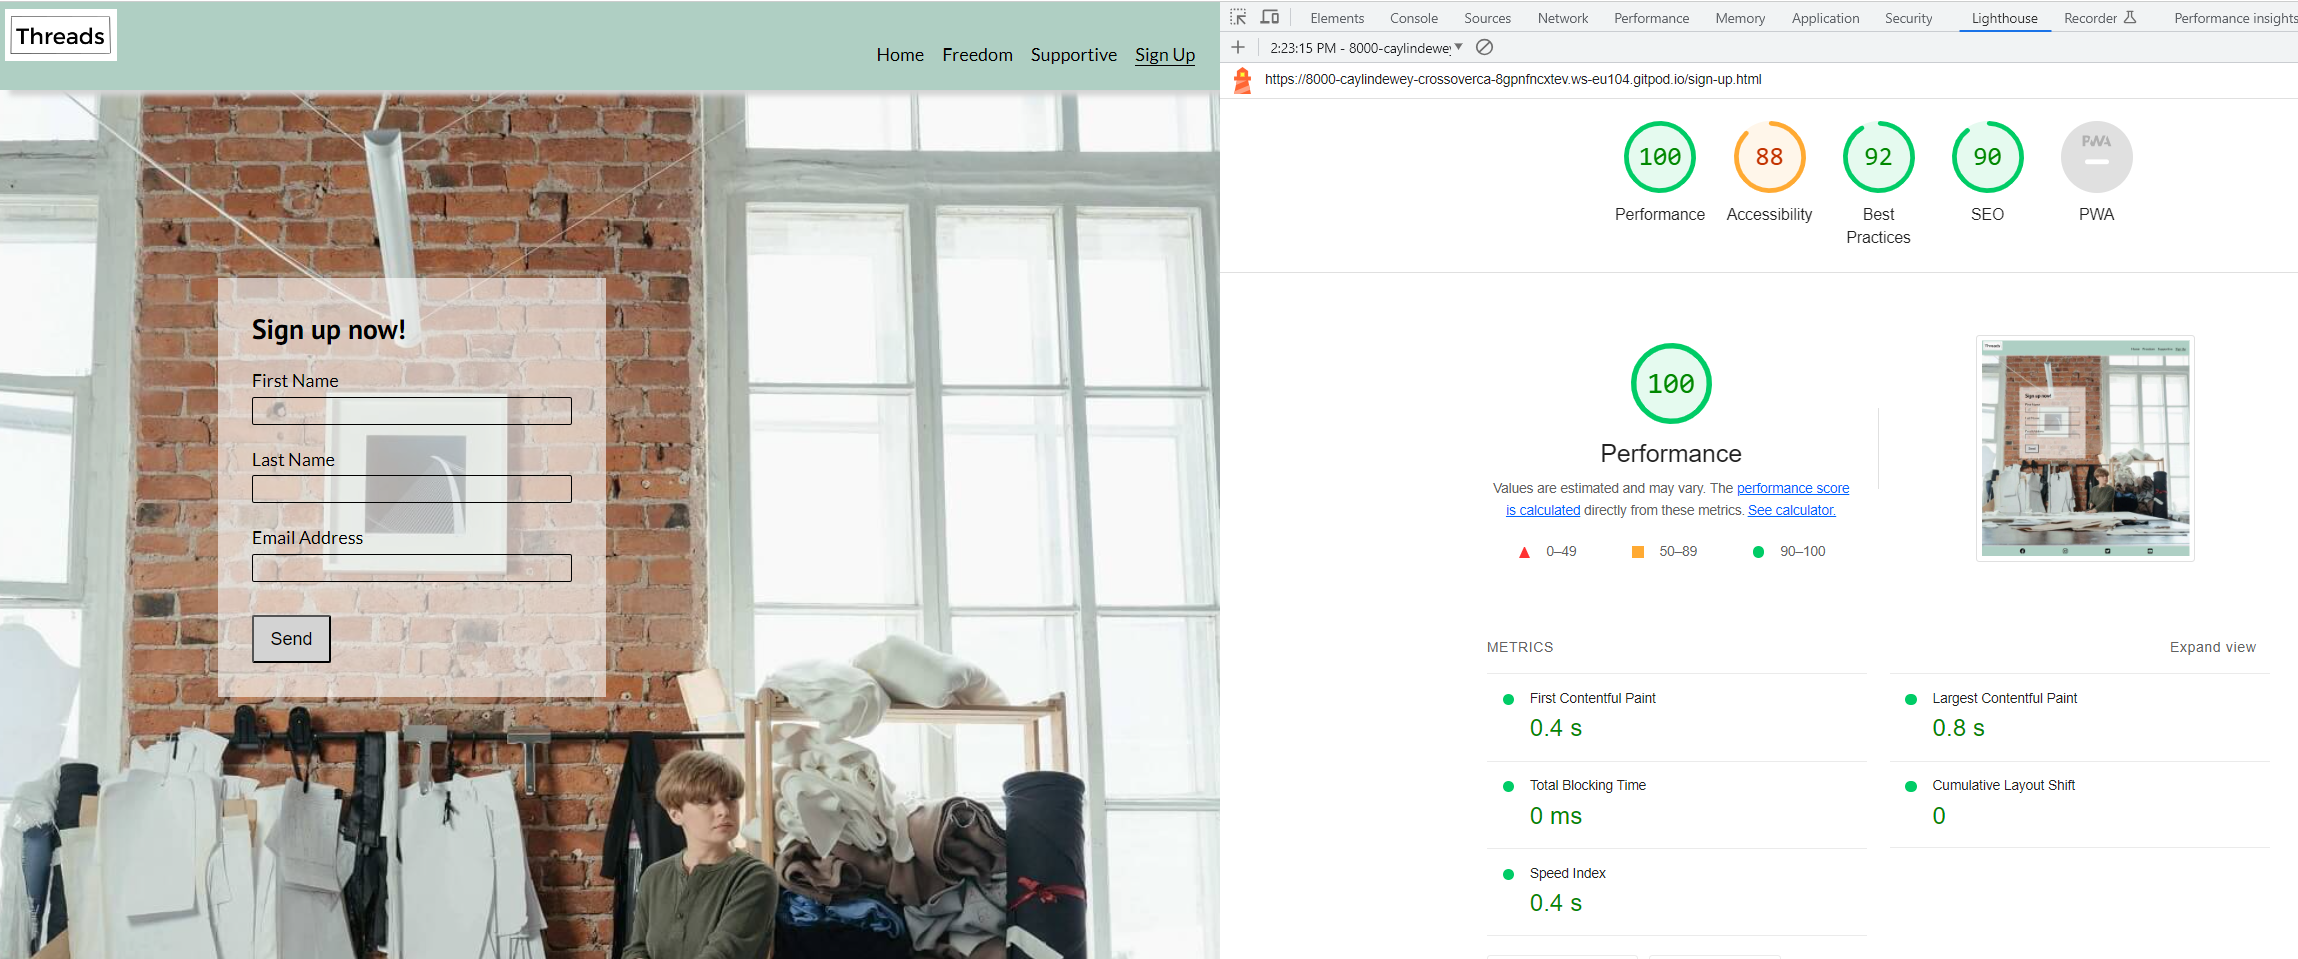 Threads
Home Freedom Supportive Sign Up
Sign up now!
First Name
Last Name
Email Address
Send
Elements Console Sources Network Performance Memory Application Security Lighthouse Recorder Performance insights
2:23:15 PM - 8000-caylindewey
https://8000-caylindewey-crossoverca-8gpnfncxtev.ws-eu104.gitpod.io/sign-up.html
100 88 92 90 PWA
Performance Accessibility Best Practices SEO PWA
100
Performance
Values are estimated and may vary. The performance score
is calculated directly from these metrics. See calculator.
0–49 50–89 90–100
Threads
Sign up now!
METRICS Expand view
First Contentful Paint
0.4 s
Largest Contentful Paint
0.8 s
Total Blocking Time
0 ms
Cumulative Layout Shift
0
Speed Index
0.4 s